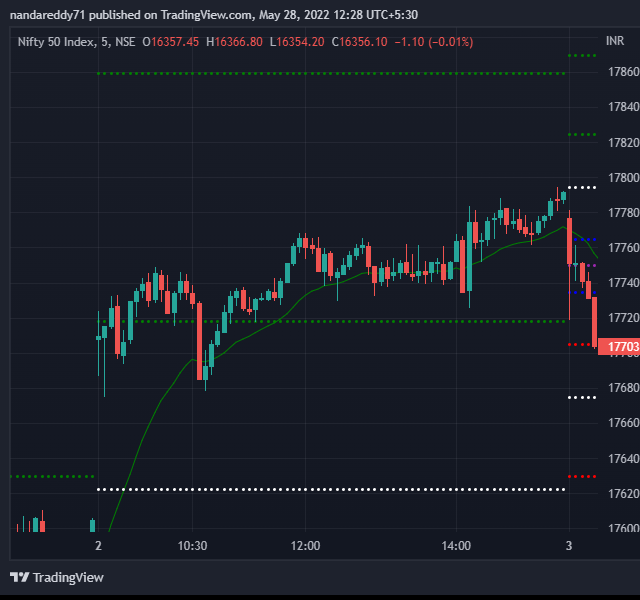 nandareddy71 published on TradingView.com, May 28, 2022 12:28 UTC+5:30
Nifty 50 Index, 5, NSE O16357.45 H16366.80 L16354.20 C16356.10 −1.10 (−0.01%)
INR
17860
17840
17820
17800
17780
17760
17740
17720
17703
17680
17660
17640
17620
17600
2 10:30 12:00 14:00 3
TradingView